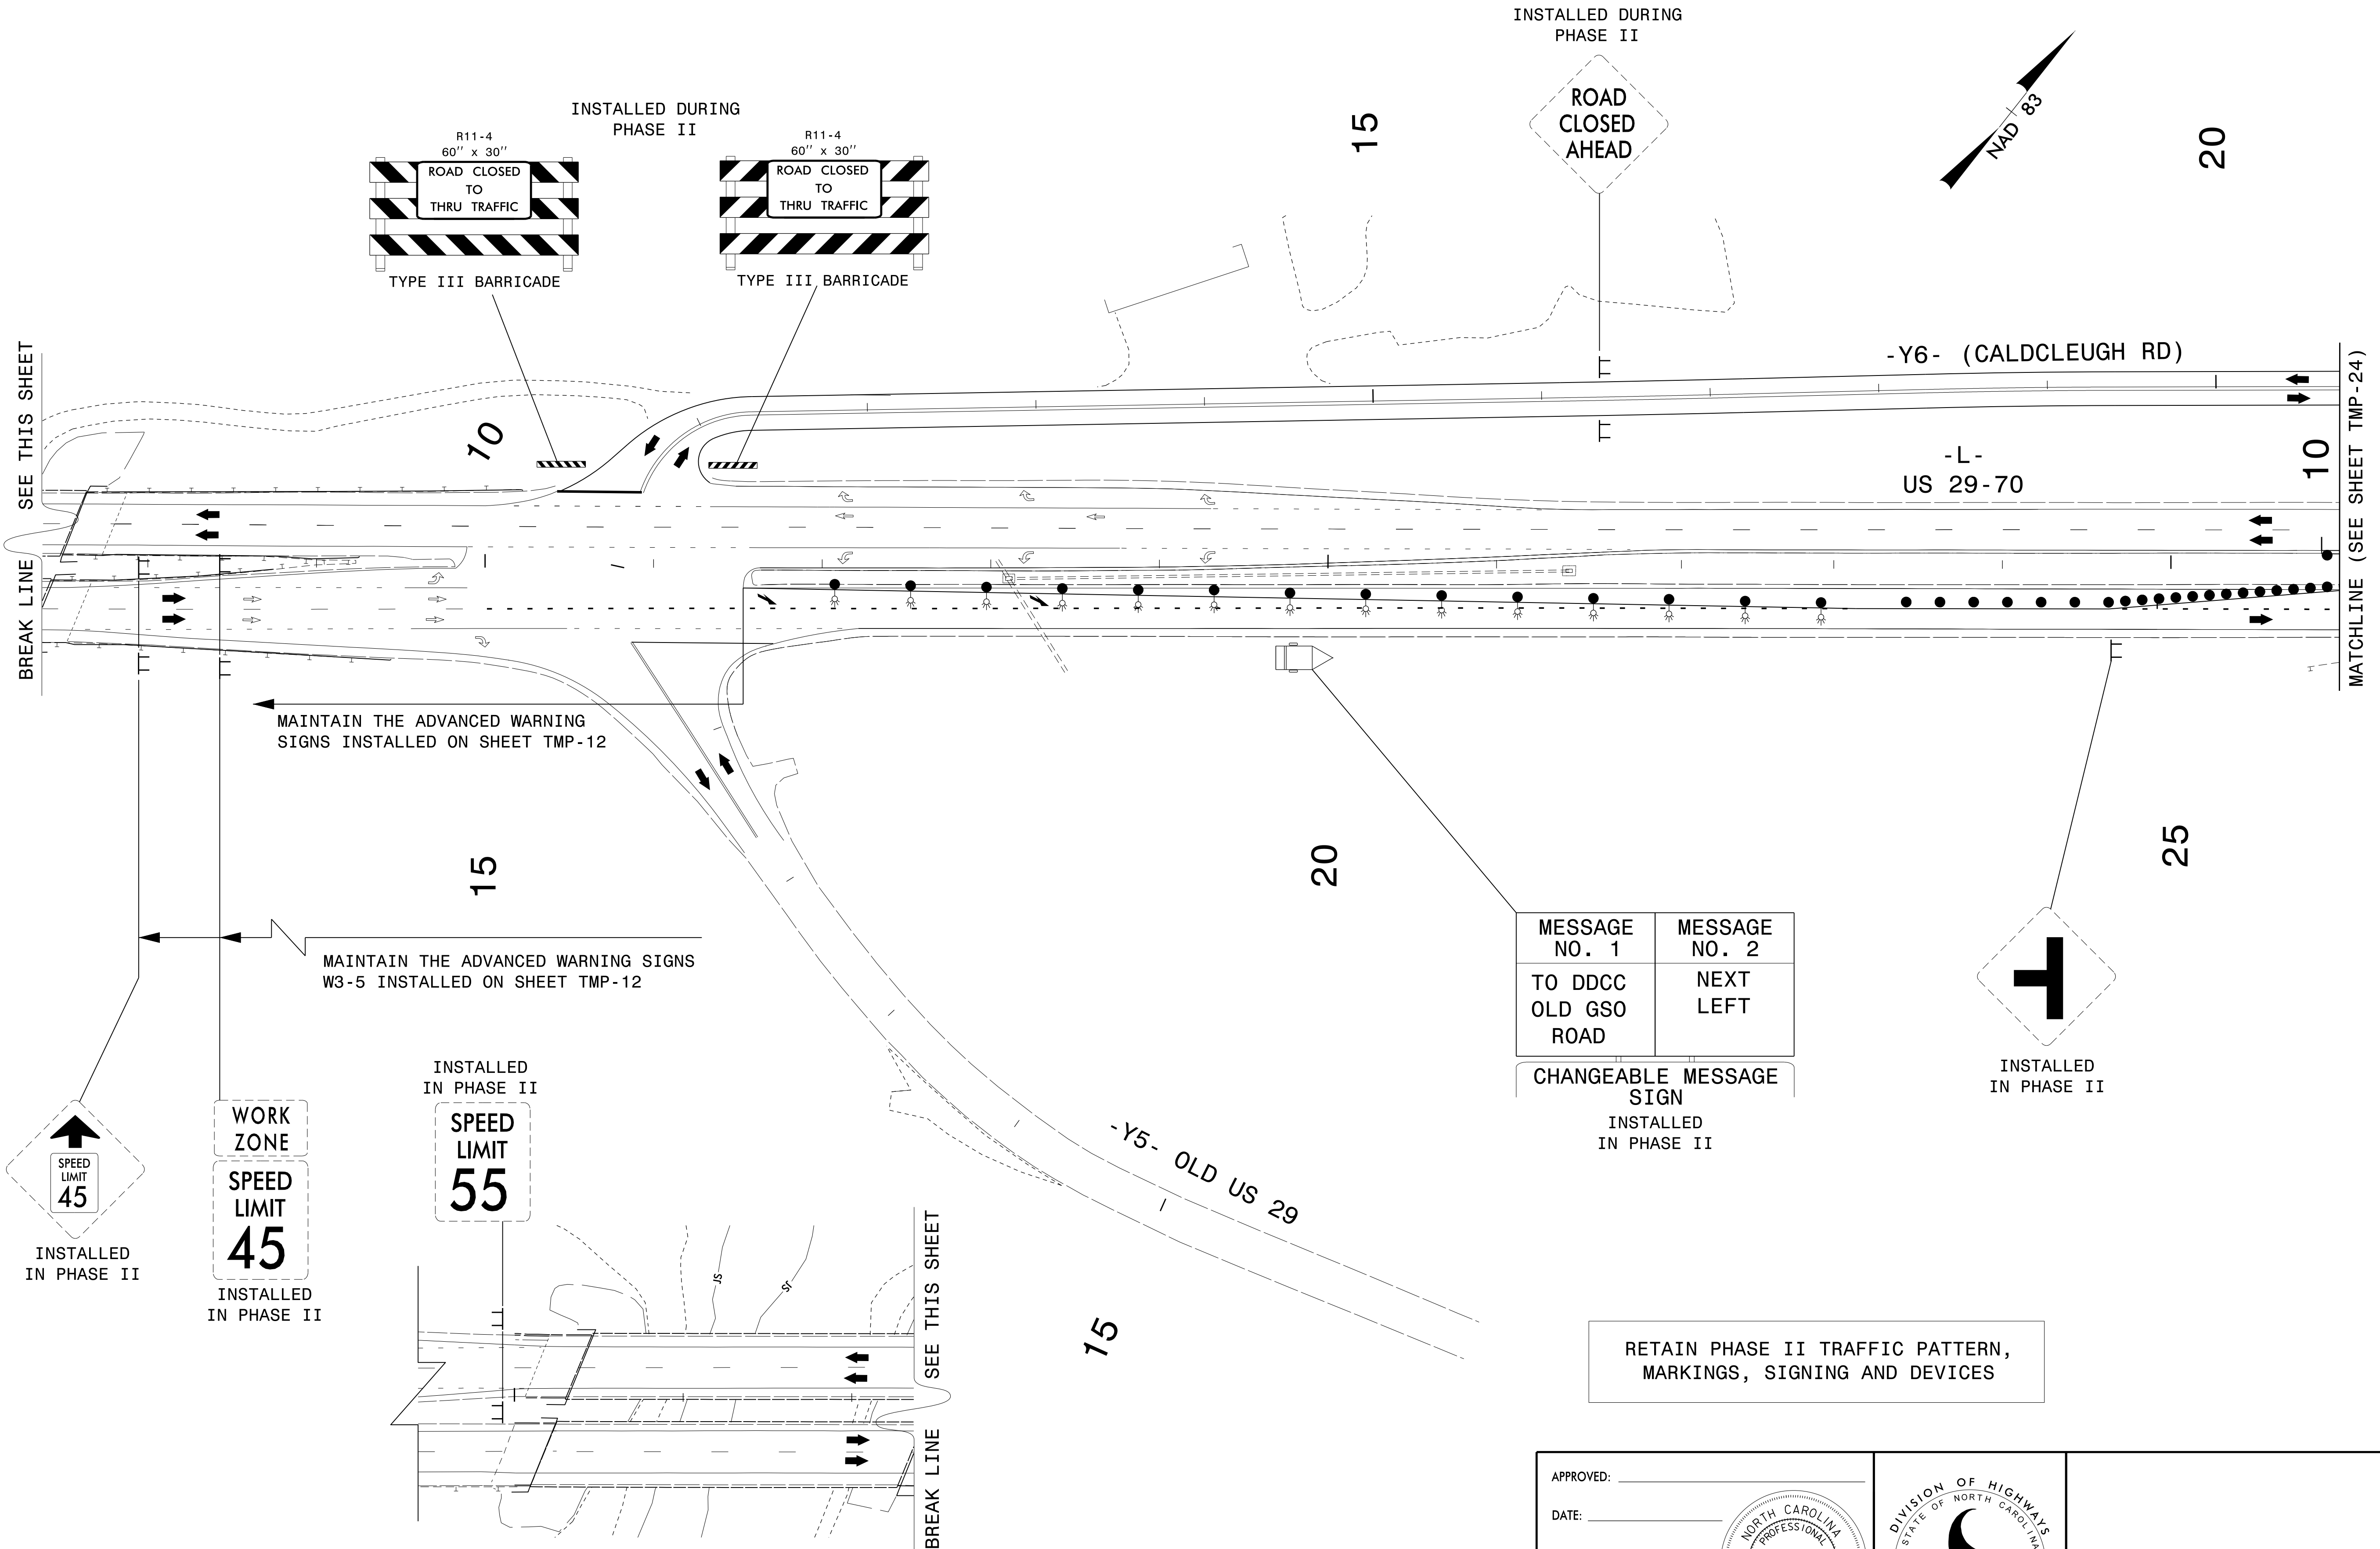 INSTALLED DURING
PHASE II
ROAD
CLOSED
AHEAD
NAD 83
15
20
INSTALLED DURING
PHASE II
R11-4
60'' x 30''
ROAD CLOSED
TO
THRU TRAFFIC
TYPE III BARRICADE
R11-4
60'' x 30''
ROAD CLOSED
TO
THRU TRAFFIC
TYPE III BARRICADE
BREAK LINE SEE THIS SHEET
10
-Y6- (CALDCLEUGH RD)
-L-
US 29-70
10
MATCHLINE (SEE SHEET TMP-24)
MAINTAIN THE ADVANCED WARNING
SIGNS INSTALLED ON SHEET TMP-12
15
20
25
MAINTAIN THE ADVANCED WARNING SIGNS
W3-5 INSTALLED ON SHEET TMP-12
MESSAGE
NO. 1
MESSAGE
NO. 2
TO DDCC
OLD GSO
ROAD
NEXT
LEFT
CHANGEABLE MESSAGE
SIGN
INSTALLED
IN PHASE II
INSTALLED
IN PHASE II
SPEED
LIMIT
45
INSTALLED
IN PHASE II
WORK
ZONE
SPEED
LIMIT
45
INSTALLED
IN PHASE II
INSTALLED
IN PHASE II
SPEED
LIMIT
55
JS
JS
BREAK LINE SEE THIS SHEET
-Y5- OLD US 29
15
RETAIN PHASE II TRAFFIC PATTERN,
MARKINGS, SIGNING AND DEVICES
APPROVED:
DATE:
NORTH CAROLINA
PROFESSIONAL
DIVISION OF HIGHWAYS
STATE OF NORTH CAROLINA